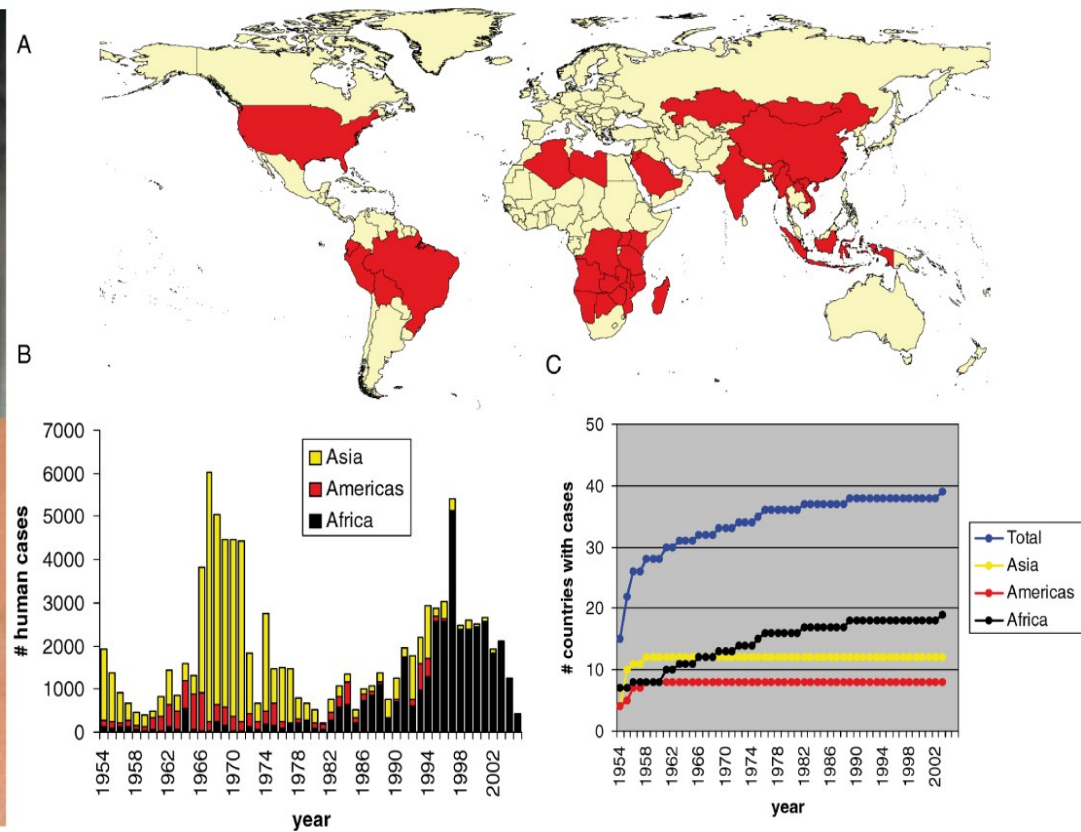 A
B
7000
6000
5000
4000
3000
2000
1000
0
# human cases
Asia
Americas
Africa
1954
1958
1962
1966
1970
1974
1978
1982
1986
1990
1994
1998
2002
year
C
50
40
30
20
10
0
# countries with cases
Total
Asia
Americas
Africa
1954
1958
1962
1966
1970
1974
1978
1982
1986
1990
1994
1998
2002
year